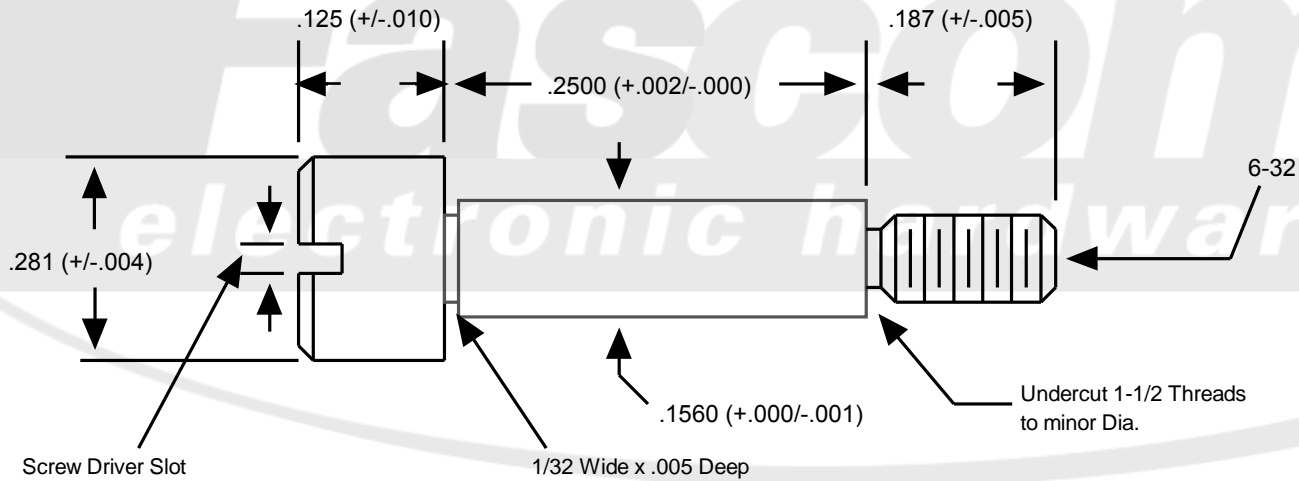 .125 (+/-.010)
.187 (+/-.005)
.2500 (+.002/-.000)
6-32
.281 (+/-.004)
.1560 (+.000/-.001)
Undercut 1-1/2 Threads
to minor Dia.
Screw Driver Slot
1/32 Wide x .005 Deep
Fascom
electronic hardwar